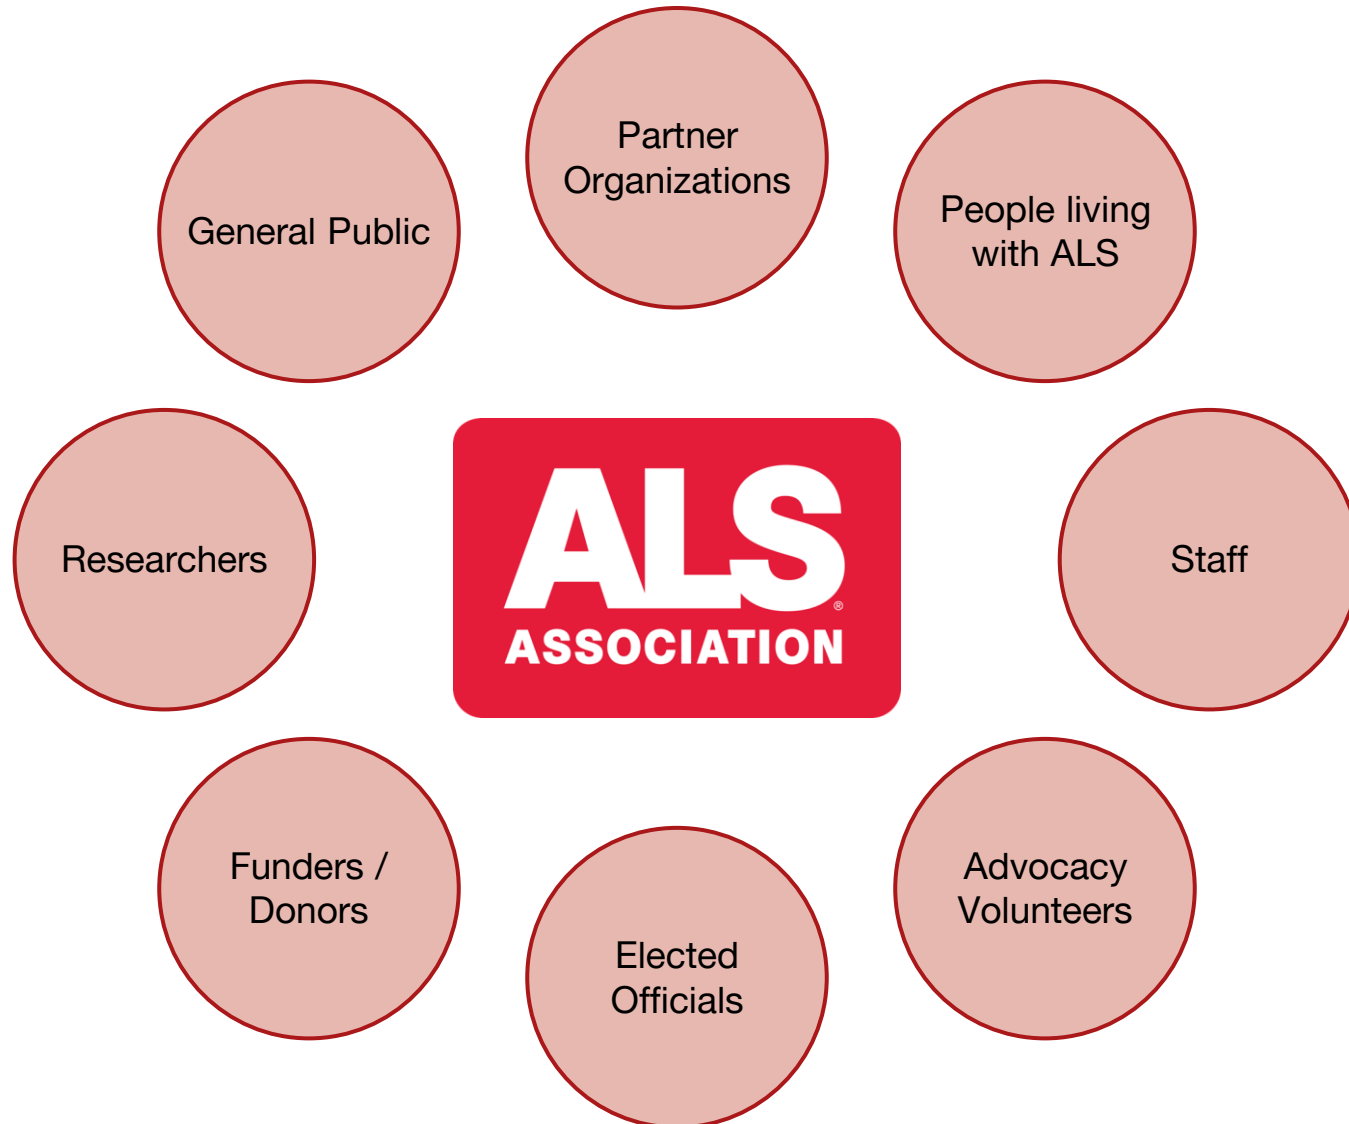 Partner
Organizations
General Public
People living
with ALS
Researchers
ALS®
ASSOCIATION
Staff
Funders /
Donors
Advocacy
Volunteers
Elected
Officials